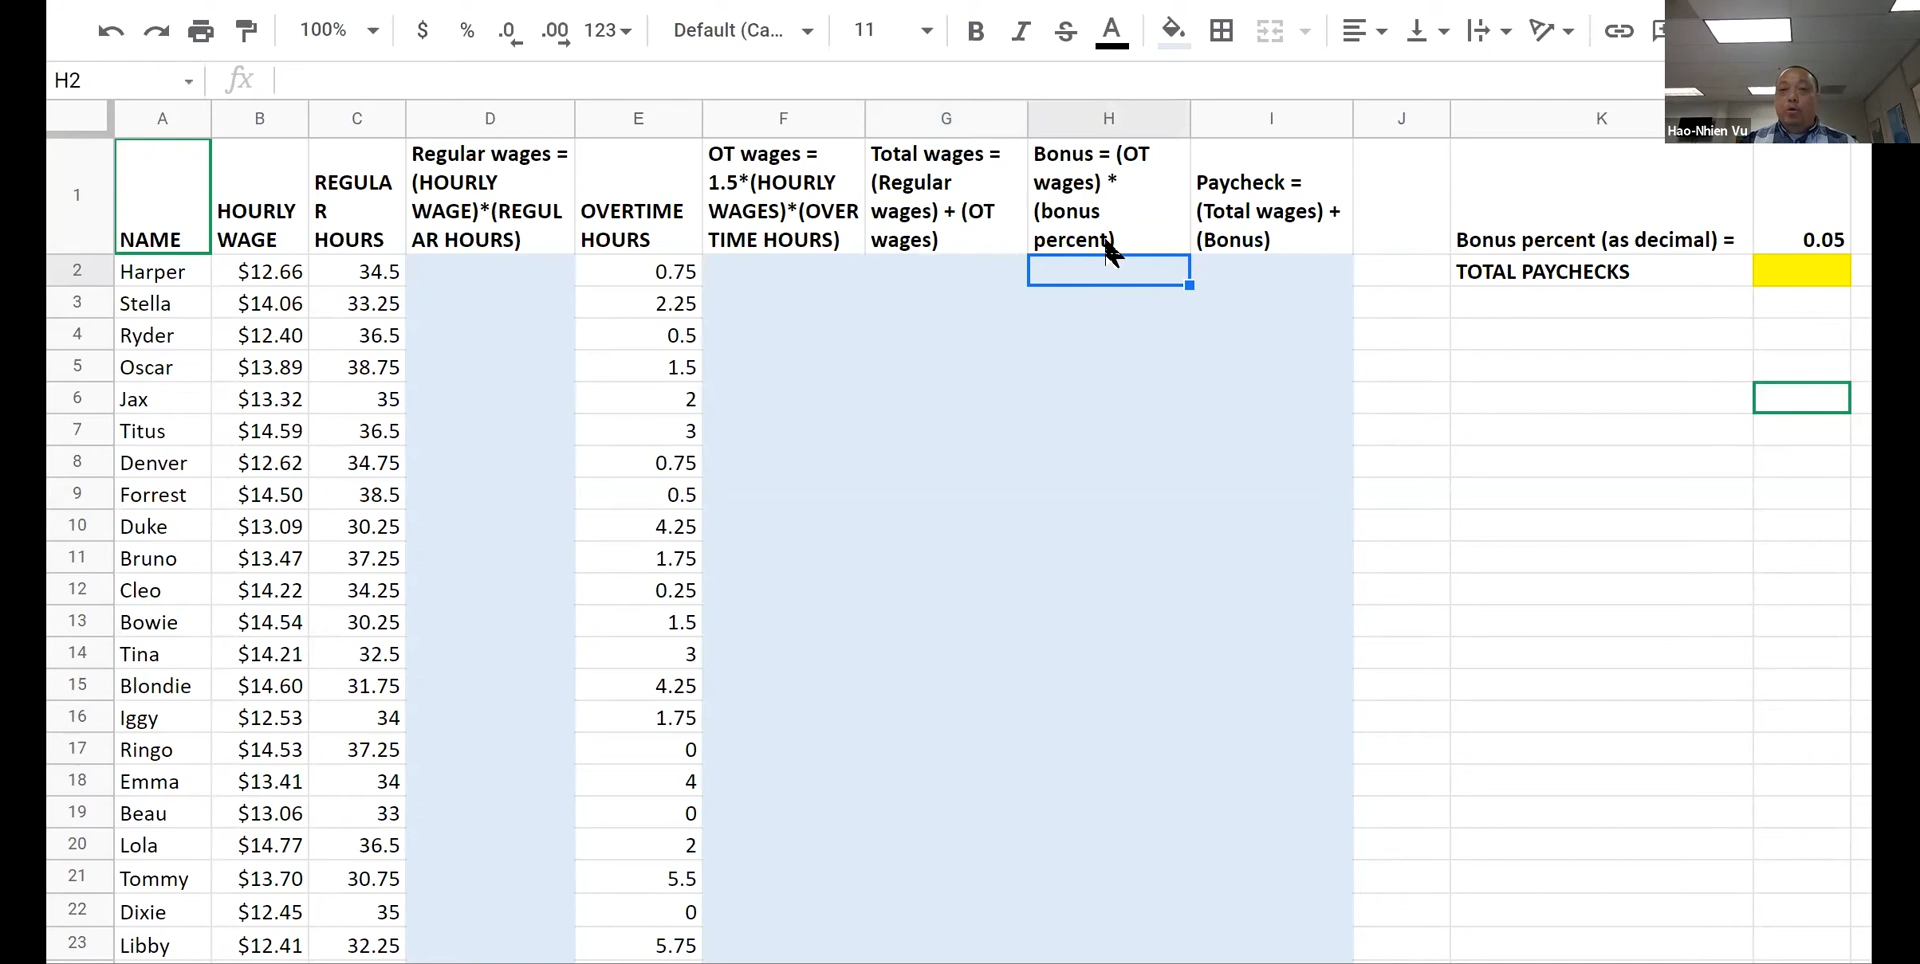 100% $ % .0 .00 123 Default (Ca... 11 B I S A
H2 fx
Hao-Nhien Vu
A B C D E F G H I J K
1 NAME HOURLY WAGE REGULAR HOURS Regular wages = (HOURLY WAGE)*(REGULAR HOURS) OVERTIME HOURS OT wages = 1.5*(HOURLY WAGES)*(OVERTIME HOURS) Total wages = (Regular wages) + (OT wages) Bonus = (OT wages) * (bonus percent) Paycheck = (Total wages) + (Bonus) Bonus percent (as decimal) = 0.05
2 Harper $12.66 34.5 0.75 TOTAL PAYCHECKS
3 Stella $14.06 33.25 2.25
4 Ryder $12.40 36.5 0.5
5 Oscar $13.89 38.75 1.5
6 Jax $13.32 35 2
7 Titus $14.59 36.5 3
8 Denver $12.62 34.75 0.75
9 Forrest $14.50 38.5 0.5
10 Duke $13.09 30.25 4.25
11 Bruno $13.47 37.25 1.75
12 Cleo $14.22 34.25 0.25
13 Bowie $14.54 30.25 1.5
14 Tina $14.21 32.5 3
15 Blondie $14.60 31.75 4.25
16 Iggy $12.53 34 1.75
17 Ringo $14.53 37.25 0
18 Emma $13.41 34 4
19 Beau $13.06 33 0
20 Lola $14.77 36.5 2
21 Tommy $13.70 30.75 5.5
22 Dixie $12.45 35 0
23 Libby $12.41 32.25 5.75